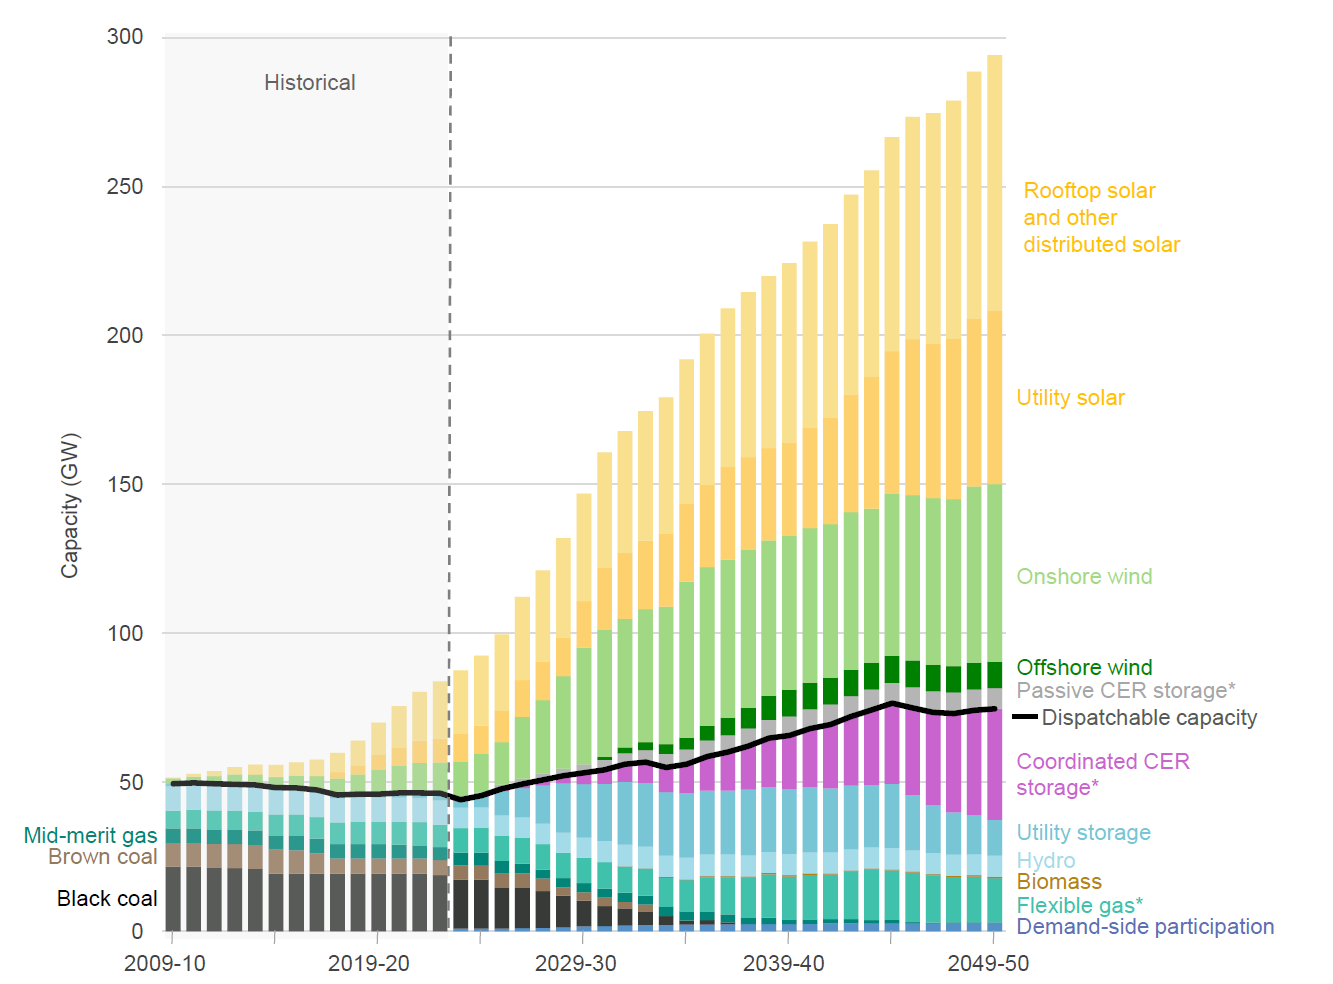 300
Historical
250
Rooftop solar
and other
distributed solar
200
Utility solar
Capacity (GW)
150
Onshore wind
100
Offshore wind
Passive CER storage*
Dispatchable capacity
50
Coordinated CER
storage*
Mid-merit gas
Utility storage
Brown coal
Hydro
Biomass
Black coal
Flexible gas*
0
Demand-side participation
2009-10
2019-20
2029-30
2039-40
2049-50